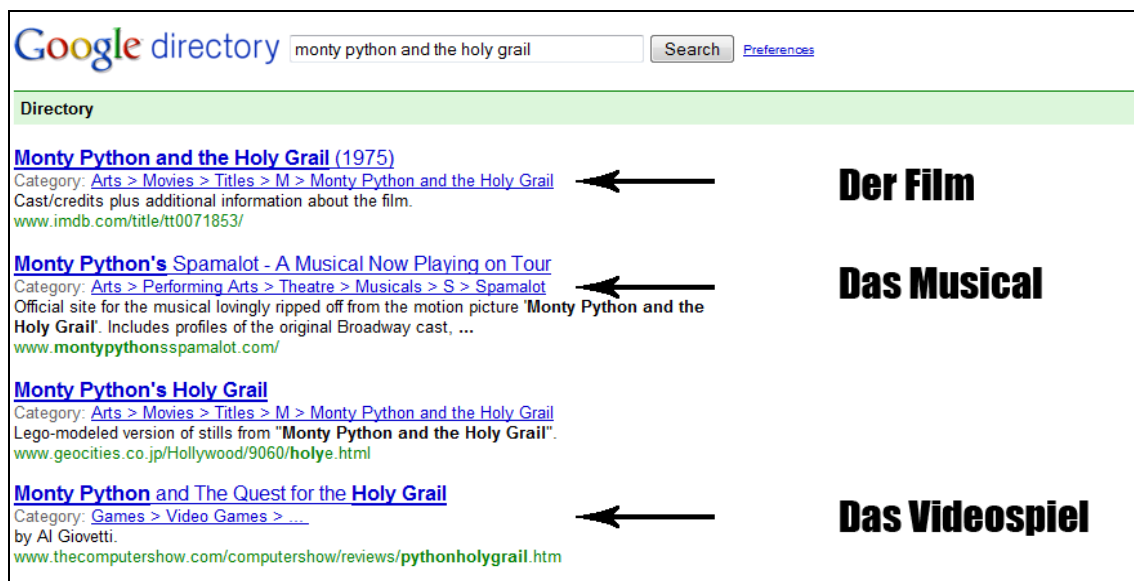 Google directory monty python and the holy grail Search Preferences
Directory
Monty Python and the Holy Grail (1975)
Category: Arts > Movies > Titles > M > Monty Python and the Holy Grail
Der Film
Cast/credits plus additional information about the film.
www.imdb.com/title/tt0071853/
Monty Python's Spamalot - A Musical Now Playing on Tour
Category: Arts > Performing Arts > Theatre > Musicals > S > Spamalot
Das Musical
Official site for the musical lovingly ripped off from the motion picture 'Monty Python and the
Holy Grail'. Includes profiles of the original Broadway cast, ...
www.montypythonsspamalot.com/
Monty Python's Holy Grail
Category: Arts > Movies > Titles > M > Monty Python and the Holy Grail
Lego-modeled version of stills from "Monty Python and the Holy Grail".
www.geocities.co.jp/Hollywood/9060/holye.html
Monty Python and The Quest for the Holy Grail
Category: Games > Video Games > ...
Das Videospiel
by Al Giovetti.
www.thecomputershow.com/computershow/reviews/pythonholygrail.htm